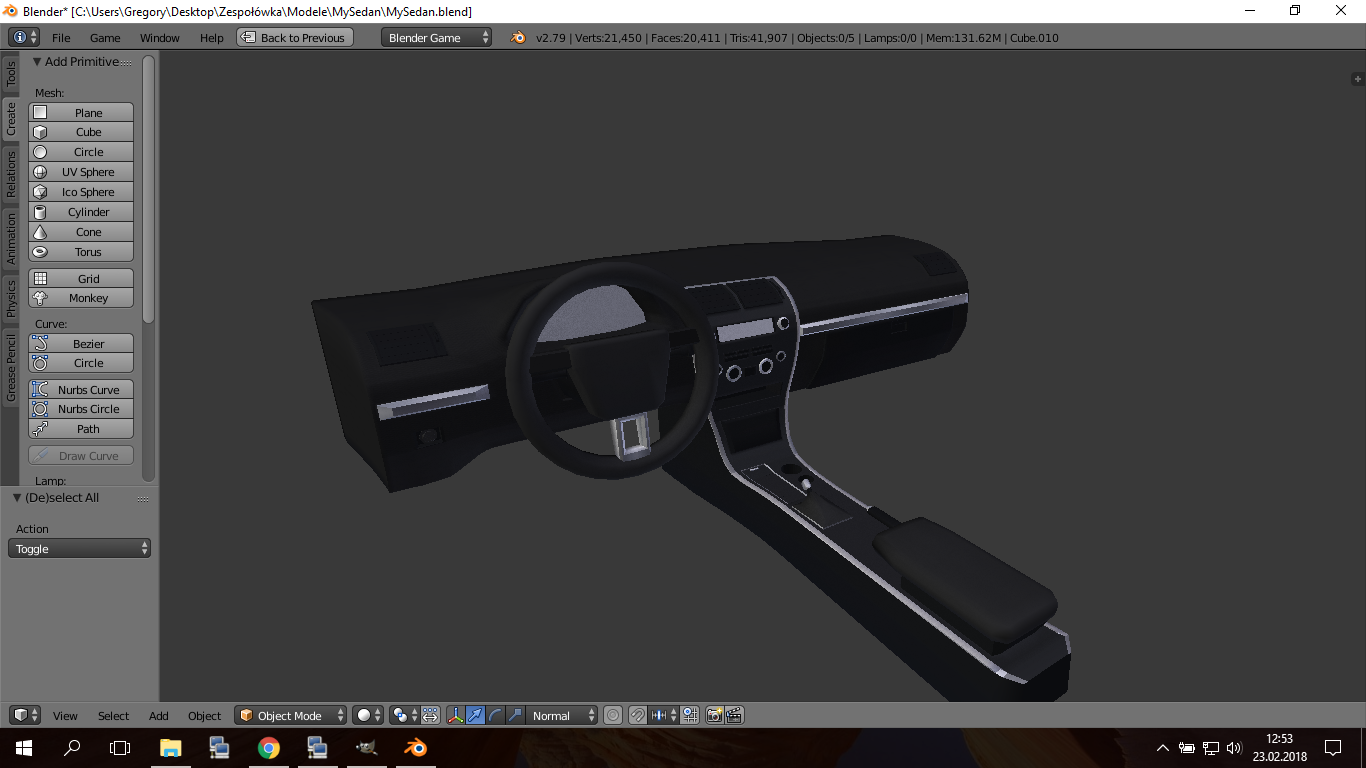 Blender* [C:\Users\Gregory\Desktop\Zespołówka\Modele\MySedan\MySedan.blend]
File Game Window Help Back to Previous Blender Game v2.79 | Verts:21,450 | Faces:20,411 | Tris:41,907 | Objects:0/5 | Lamps:0/0 | Mem:131.62M | Cube.010
Tools
Create
Relations
Animation
Physics
Grease Pencil
Add Primitive
Mesh:
Plane
Cube
Circle
UV Sphere
Ico Sphere
Cylinder
Cone
Torus
Grid
Monkey
Curve:
Bezier
Circle
Nurbs Curve
Nurbs Circle
Path
Draw Curve
Lamp:
(De)select All
Action
Toggle
View Select Add Object Object Mode Normal
12:53
23.02.2018